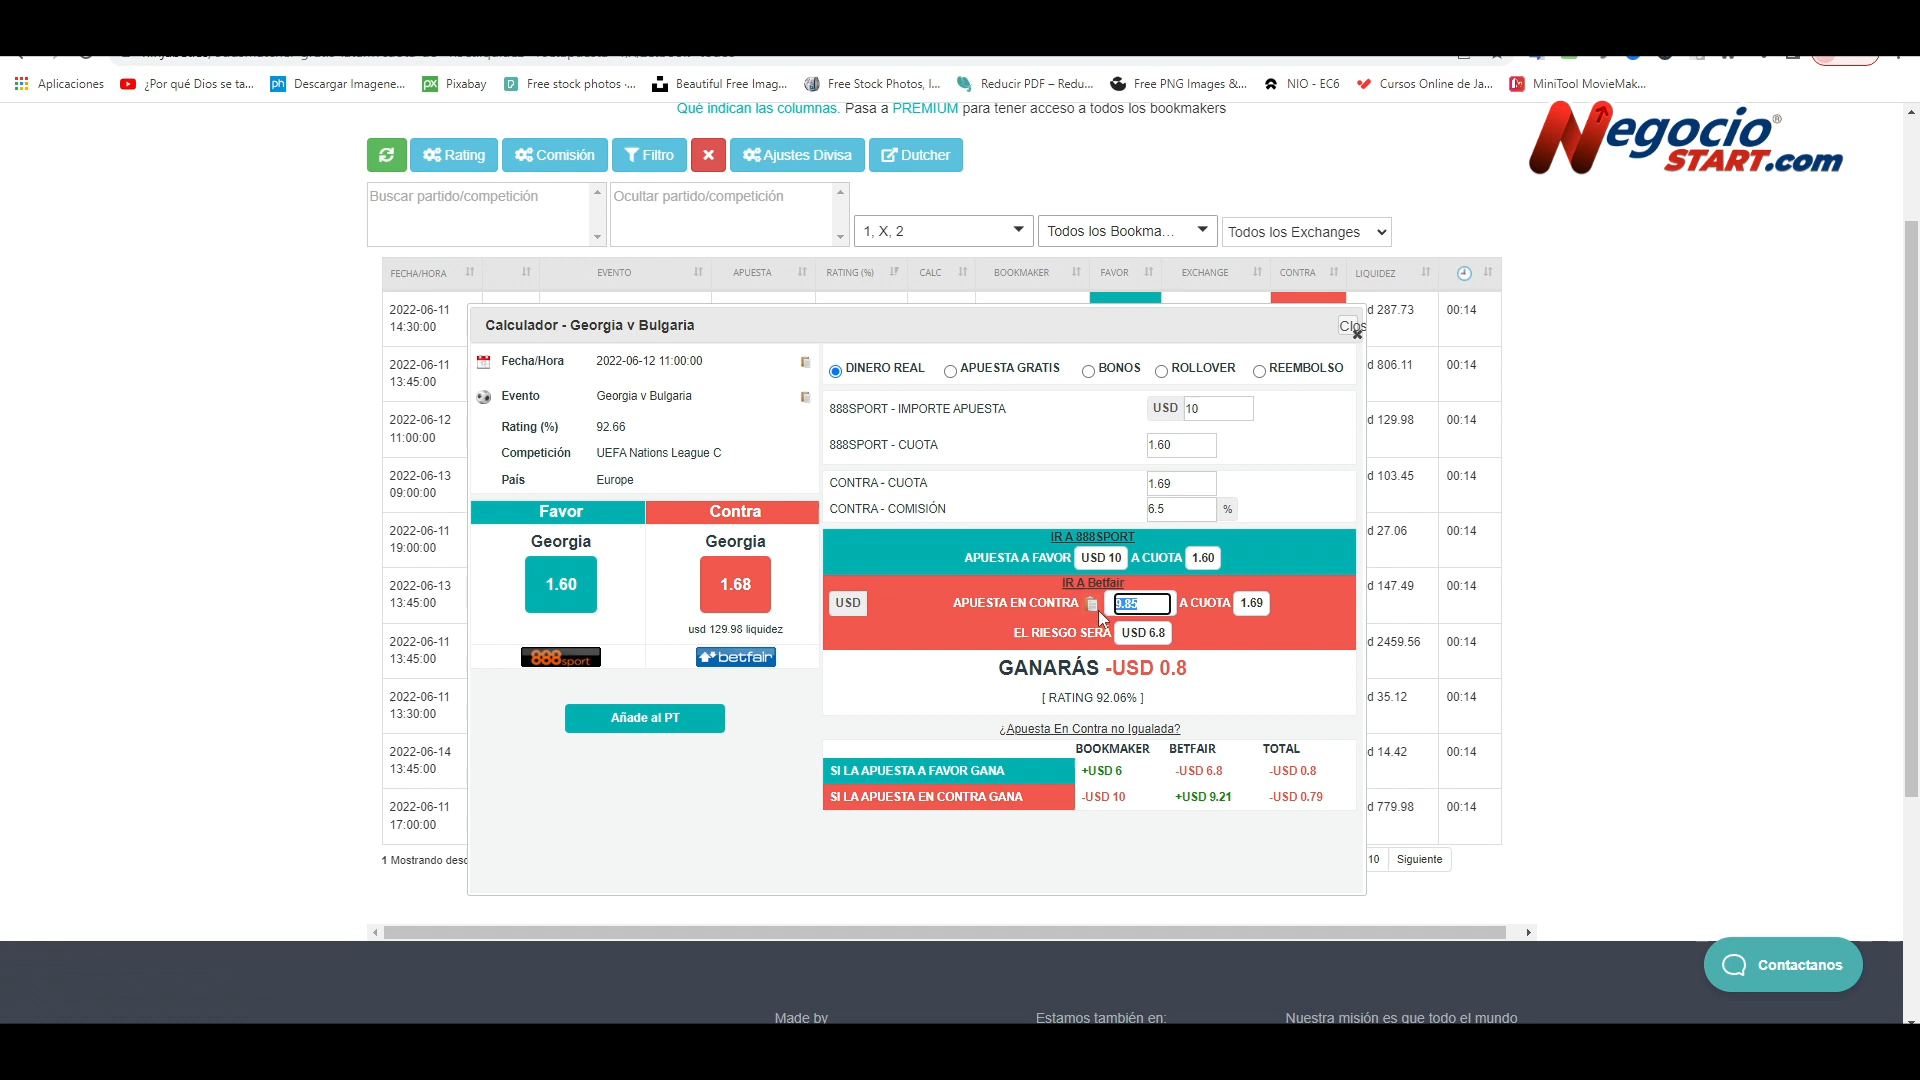 Aplicaciones ¿Por qué Dios se ta... Descargar Imagene... Pixabay Free stock photos -... Beautiful Free Imag... Free Stock Photos, I... Reducir PDF – Redu... Free PNG Images &... NIO - EC6 Cursos Online de Ja... MiniTool MovieMak...
Qué indican las columnas. Pasa a PREMIUM para tener acceso a todos los bookmakers
Negocio®
START.com
Rating Comisión Filtro Ajustes Divisa Dutcher
Buscar partido/competición Ocultar partido/competición
1, X, 2 Todos los Bookma... Todos los Exchanges
FECHA/HORA EVENTO APUESTA RATING (%) CALC BOOKMAKER FAVOR EXCHANGE CONTRA LIQUIDEZ
2022-06-11 14:30:00 d 287.73 00:14
2022-06-11 13:45:00 d 806.11 00:14
2022-06-12 11:00:00 d 129.98 00:14
2022-06-13 09:00:00 d 103.45 00:14
2022-06-11 19:00:00 d 27.06 00:14
2022-06-13 13:45:00 d 147.49 00:14
2022-06-11 13:45:00 d 2459.56 00:14
2022-06-11 13:30:00 d 35.12 00:14
2022-06-14 13:45:00 d 14.42 00:14
2022-06-11 17:00:00 d 779.98 00:14
1 Mostrando desd 10 Siguiente
Calculador - Georgia v Bulgaria Clos
Fecha/Hora 2022-06-12 11:00:00
Evento Georgia v Bulgaria
Rating (%) 92.66
Competición UEFA Nations League C
País Europe
Favor Contra
Georgia Georgia
1.60 1.68
usd 129.98 liquidez
888sport betfair
Añade al PT
DINERO REAL APUESTA GRATIS BONOS ROLLOVER REEMBOLSO
888SPORT - IMPORTE APUESTA USD 10
888SPORT - CUOTA 1.60
CONTRA - CUOTA 1.69
CONTRA - COMISIÓN 6.5 %
IR A 888SPORT
APUESTA A FAVOR USD 10 A CUOTA 1.60
IR A Betfair
USD APUESTA EN CONTRA 9.85 A CUOTA 1.69
EL RIESGO SERÁ USD 6.8
GANARÁS -USD 0.8
[ RATING 92.06% ]
¿Apuesta En Contra no Igualada?
BOOKMAKER BETFAIR TOTAL
SI LA APUESTA A FAVOR GANA +USD 6 -USD 6.8 -USD 0.8
SI LA APUESTA EN CONTRA GANA -USD 10 +USD 9.21 -USD 0.79
Contactanos
Made by Estamos también en: Nuestra misión es que todo el mundo